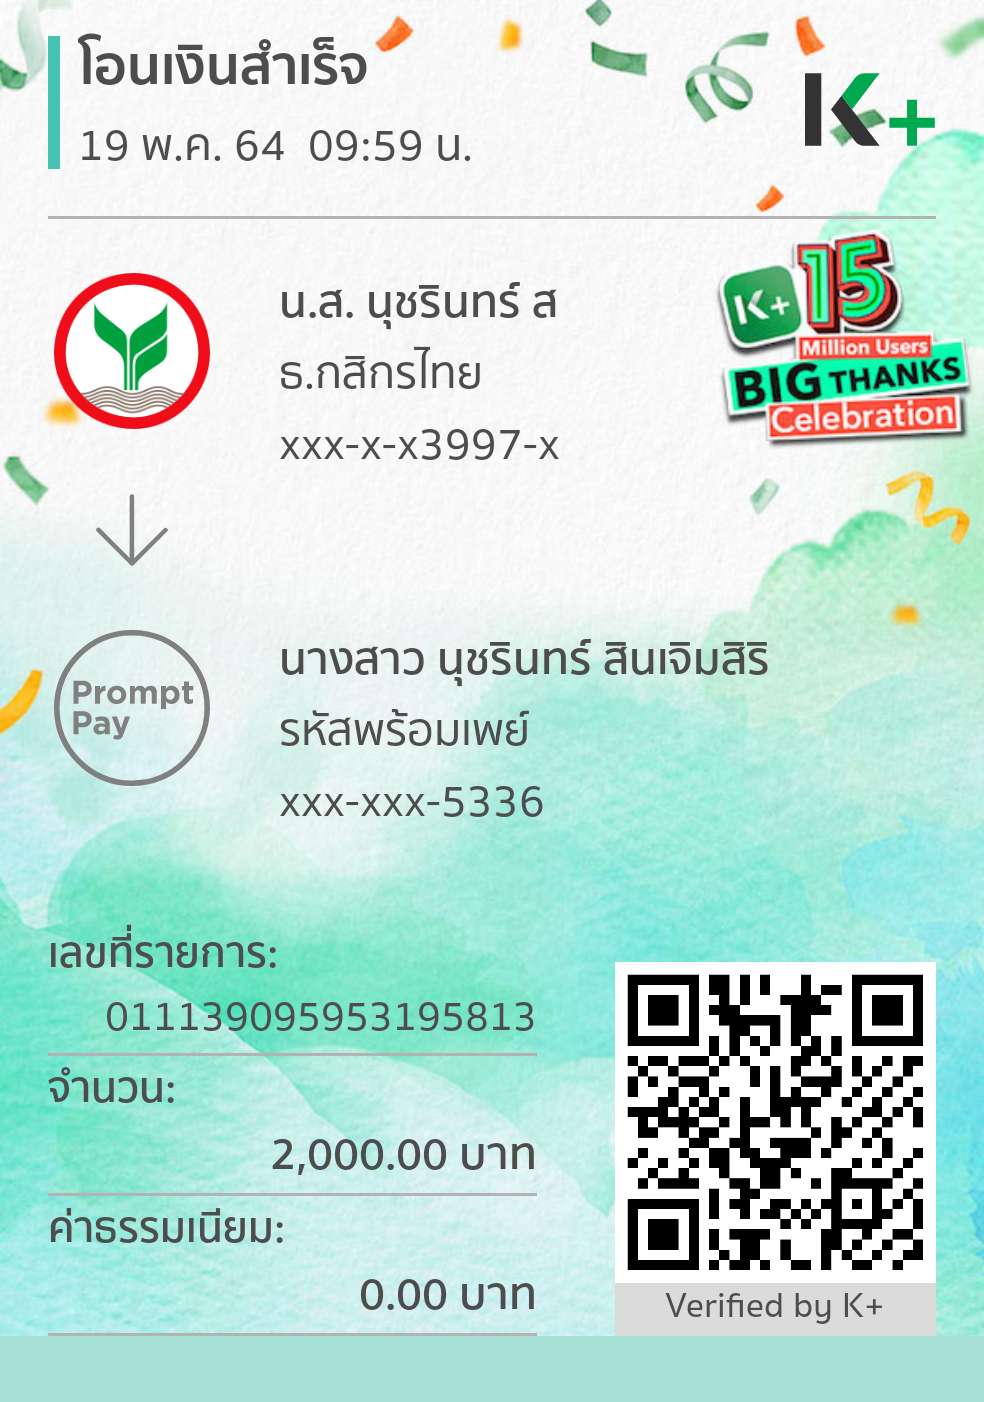 โอนเงินสำเร็จ
19 พ.ค. 64 09:59 น.
K+
K+ 15
Million Users
BIG THANKS
Celebration
น.ส. นุชรินทร์ ส
ธ.กสิกรไทย
xxx-x-x3997-x
Prompt
Pay
นางสาว นุชรินทร์ สินเจิมสิริ
รหัสพร้อมเพย์
xxx-xxx-5336
เลขที่รายการ:
011139095953195813
จำนวน:
2,000.00 บาท
ค่าธรรมเนียม:
0.00 บาท
Verified by K+